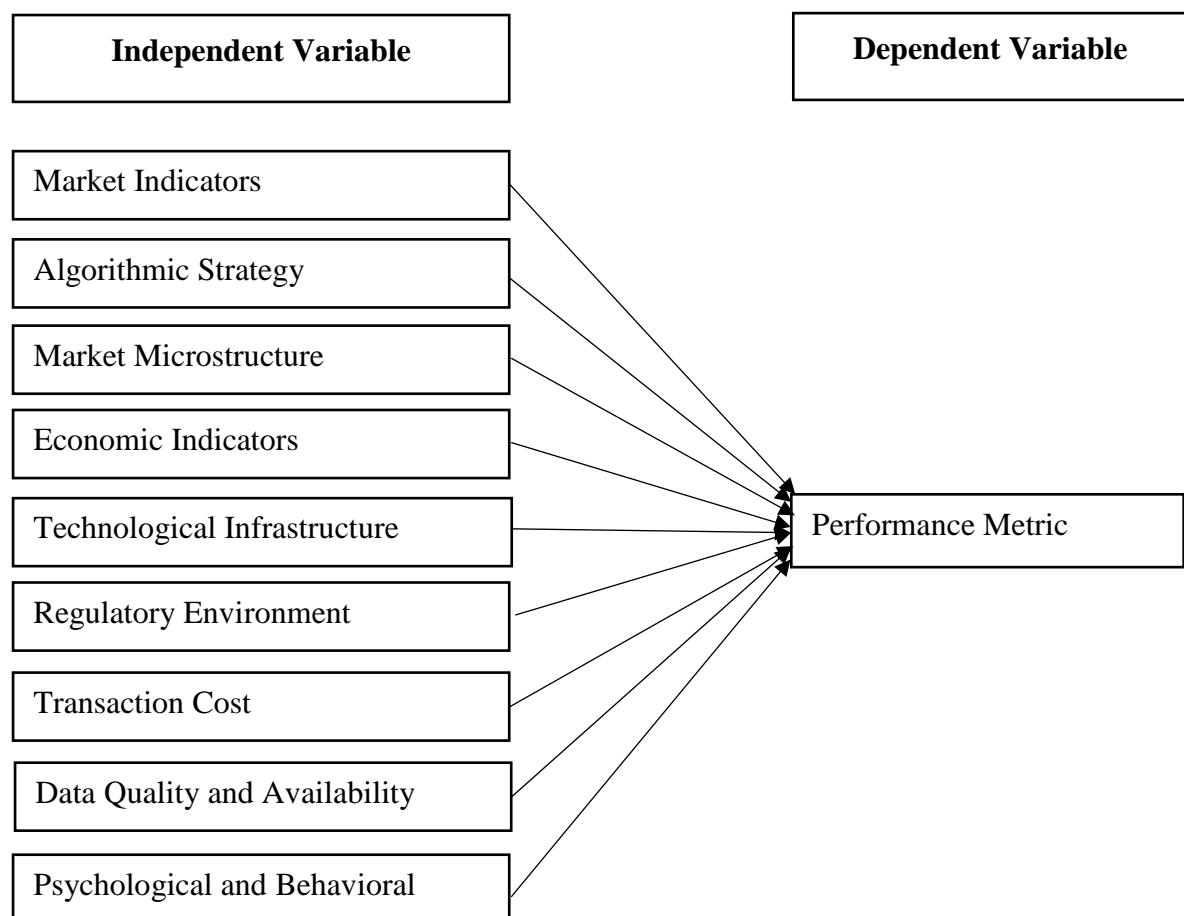 Independent Variable
Dependent Variable
Market Indicators
Algorithmic Strategy
Market Microstructure
Economic Indicators
Technological Infrastructure
Performance Metric
Regulatory Environment
Transaction Cost
Data Quality and Availability
Psychological and Behavioral